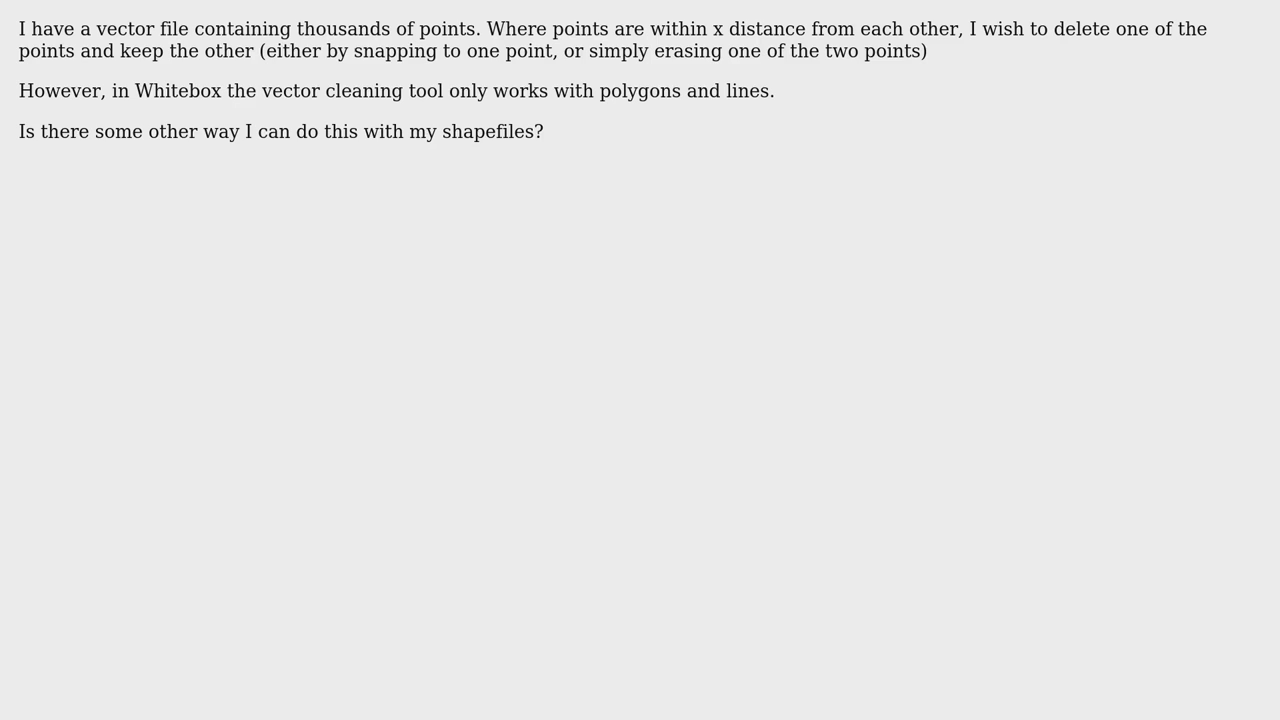 I have a vector file containing thousands of points. Where points are within x distance from each other, I wish to delete one of the
points and keep the other (either by snapping to one point, or simply erasing one of the two points)
However, in Whitebox the vector cleaning tool only works with polygons and lines.
Is there some other way I can do this with my shapefiles?